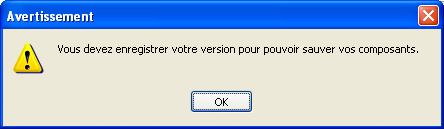 Avertissement
Vous devez enregistrer votre version pour pouvoir sauver vos composants.
OK